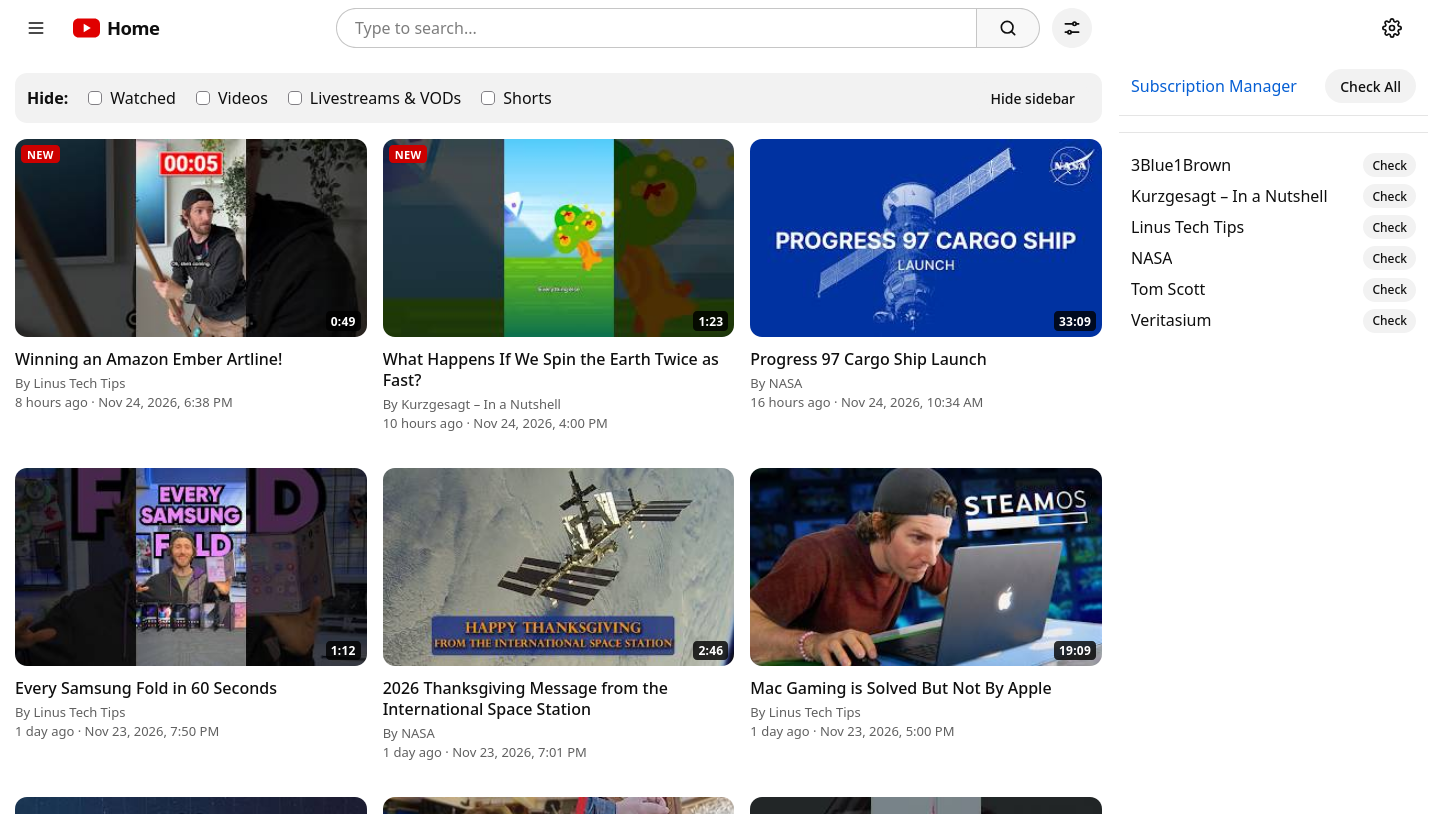 Home
Type to search...
Hide:
Watched
Videos
Livestreams & VODs
Shorts
Hide sidebar
Subscription Manager
Check All
3Blue1Brown
Check
Kurzgesagt – In a Nutshell
Check
Linus Tech Tips
Check
NASA
Check
Tom Scott
Check
Veritasium
Check
NEW
00:05
0:49
Winning an Amazon Ember Artline!
By Linus Tech Tips
8 hours ago · Nov 24, 2026, 6:38 PM
NEW
1:23
What Happens If We Spin the Earth Twice as
Fast?
By Kurzgesagt – In a Nutshell
10 hours ago · Nov 24, 2026, 4:00 PM
NASA
PROGRESS 97 CARGO SHIP
LAUNCH
33:09
Progress 97 Cargo Ship Launch
By NASA
16 hours ago · Nov 24, 2026, 10:34 AM
EVERY
SAMSUNG
FOLD
1:12
Every Samsung Fold in 60 Seconds
By Linus Tech Tips
1 day ago · Nov 23, 2026, 7:50 PM
HAPPY THANKSGIVING
FROM THE INTERNATIONAL SPACE STATION
2:46
2026 Thanksgiving Message from the
International Space Station
By NASA
1 day ago · Nov 23, 2026, 7:01 PM
STEAMOS
19:09
Mac Gaming is Solved But Not By Apple
By Linus Tech Tips
1 day ago · Nov 23, 2026, 5:00 PM